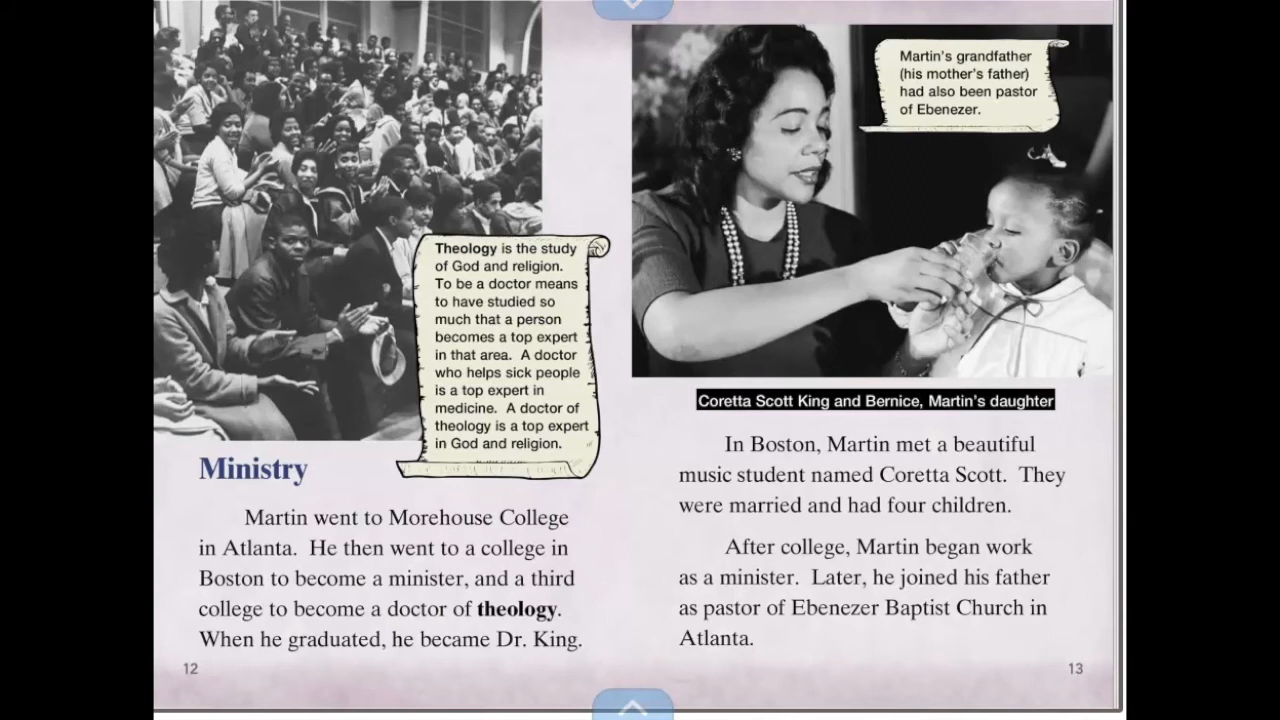 Theology is the study
of God and religion.
To be a doctor means
to have studied so
much that a person
becomes a top expert
in that area. A doctor
who helps sick people
is a top expert in
medicine. A doctor of
theology is a top expert
in God and religion.
Ministry
Martin went to Morehouse College
in Atlanta. He then went to a college in
Boston to become a minister, and a third
college to become a doctor of theology.
When he graduated, he became Dr. King.
12
Martin's grandfather
(his mother's father)
had also been pastor
of Ebenezer.
Coretta Scott King and Bernice, Martin's daughter
In Boston, Martin met a beautiful
music student named Coretta Scott. They
were married and had four children.
After college, Martin began work
as a minister. Later, he joined his father
as pastor of Ebenezer Baptist Church in
Atlanta.
13